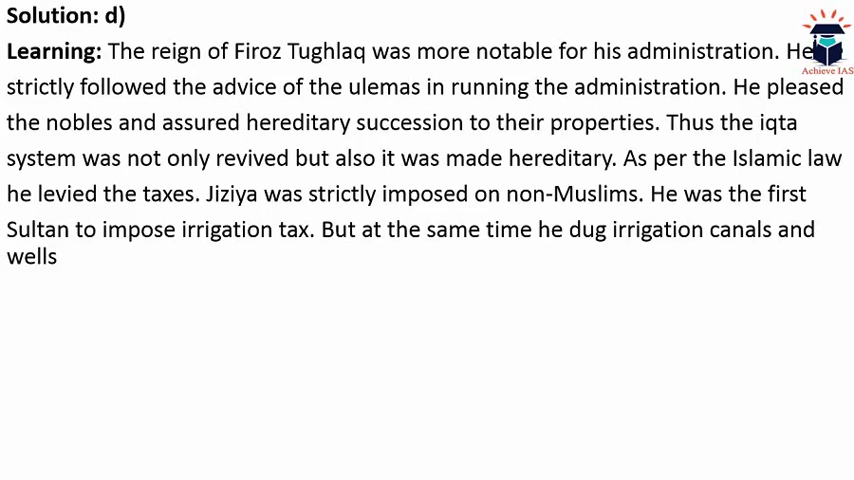 Solution: d)
Learning: The reign of Firoz Tughlaq was more notable for his administration. He
strictly followed the advice of the ulemas in running the administration. He pleased
the nobles and assured hereditary succession to their properties. Thus the iqta
system was not only revived but also it was made hereditary. As per the Islamic law
he levied the taxes. Jiziya was strictly imposed on non-Muslims. He was the first
Sultan to impose irrigation tax. But at the same time he dug irrigation canals and
wells
Achieve IAS